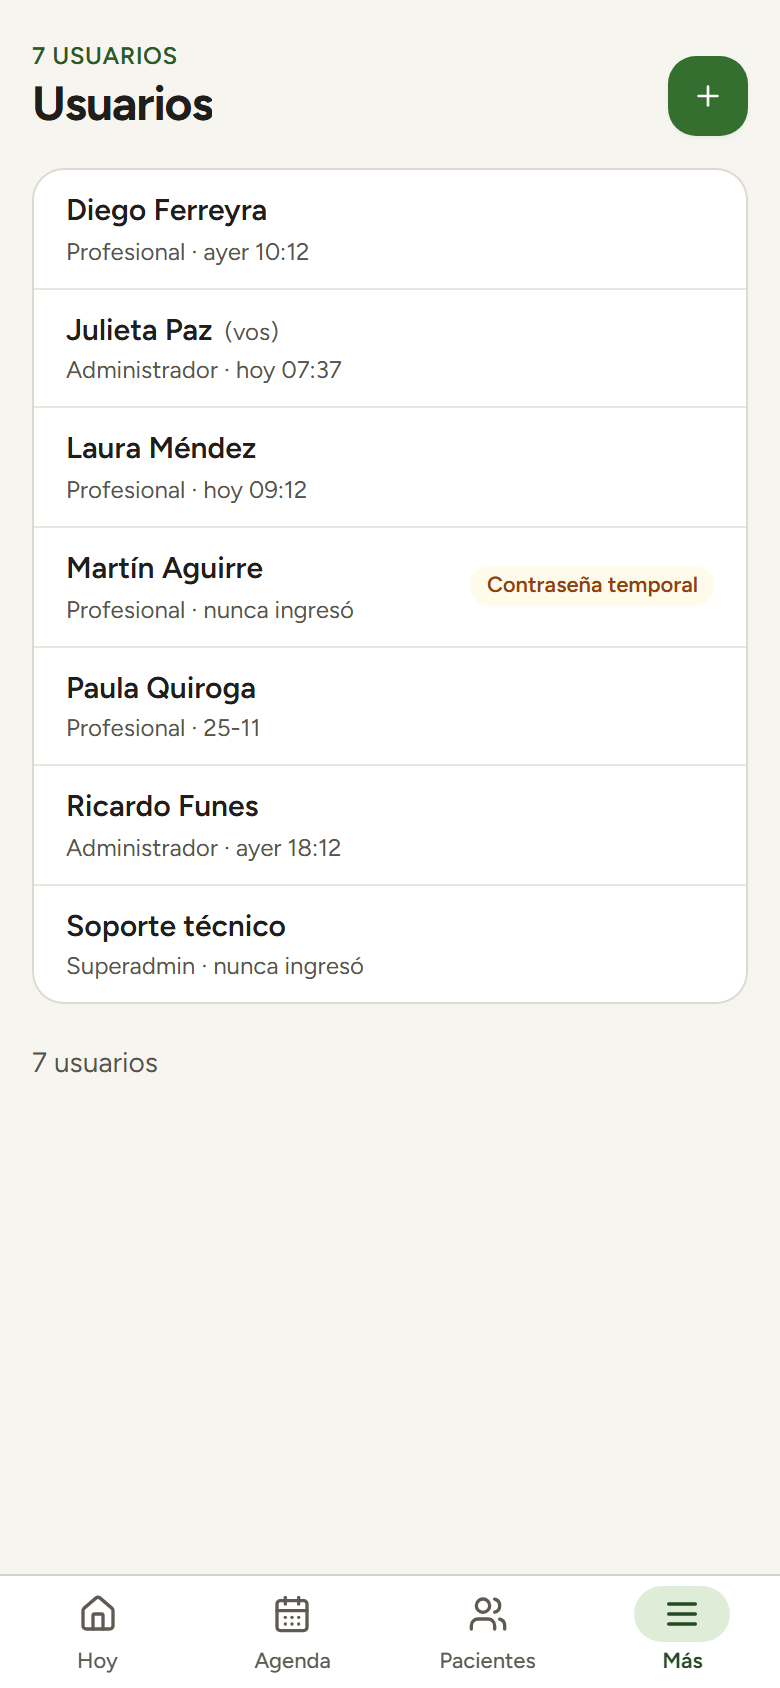 7 USUARIOS
Usuarios
Diego Ferreyra
Profesional · ayer 10:12
Julieta Paz (vos)
Administrador · hoy 07:37
Laura Méndez
Profesional · hoy 09:12
Martín Aguirre
Contraseña temporal
Profesional · nunca ingresó
Paula Quiroga
Profesional · 25-11
Ricardo Funes
Administrador · ayer 18:12
Soporte técnico
Superadmin · nunca ingresó
7 usuarios
Hoy
Agenda
Pacientes
Más